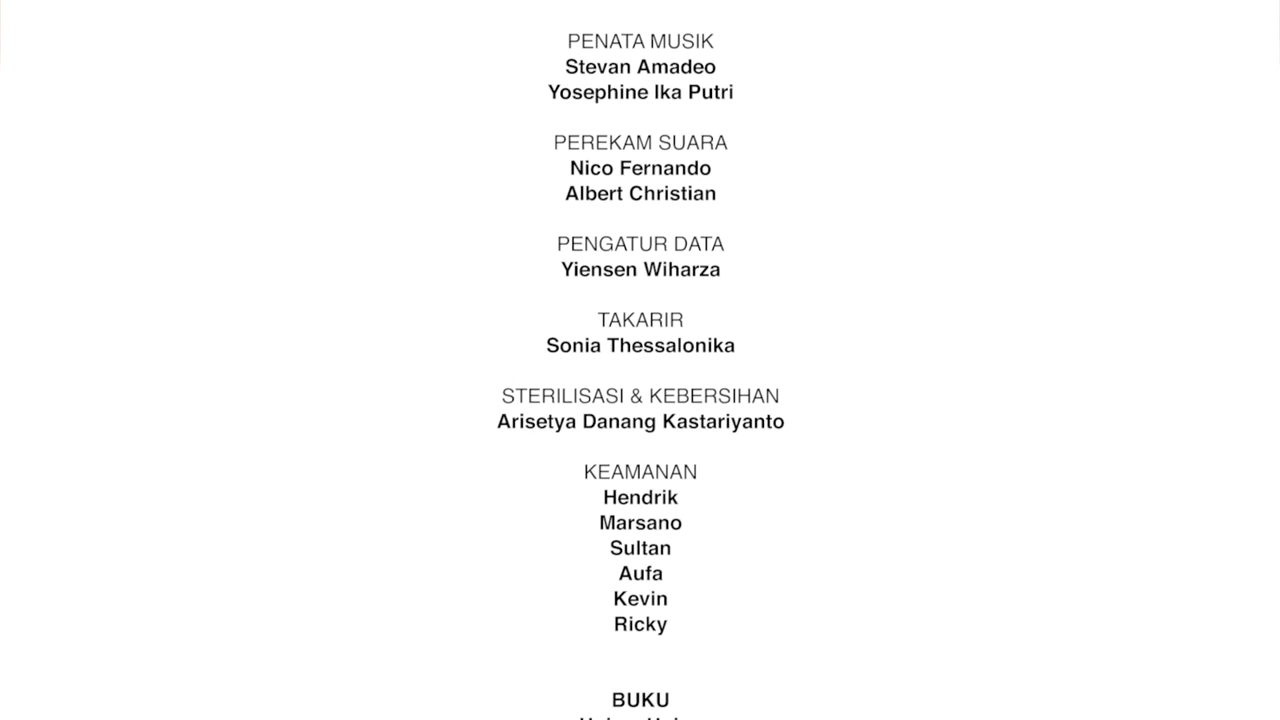 PENATA MUSIK
Stevan Amadeo
Yosephine Ika Putri
PEREKAM SUARA
Nico Fernando
Albert Christian
PENGATUR DATA
Yiensen Wiharza
TAKARIR
Sonia Thessalonika
STERILISASI & KEBERSIHAN
Arisetya Danang Kastariyanto
KEAMANAN
Hendrik
Marsano
Sultan
Aufa
Kevin
Ricky
BUKU